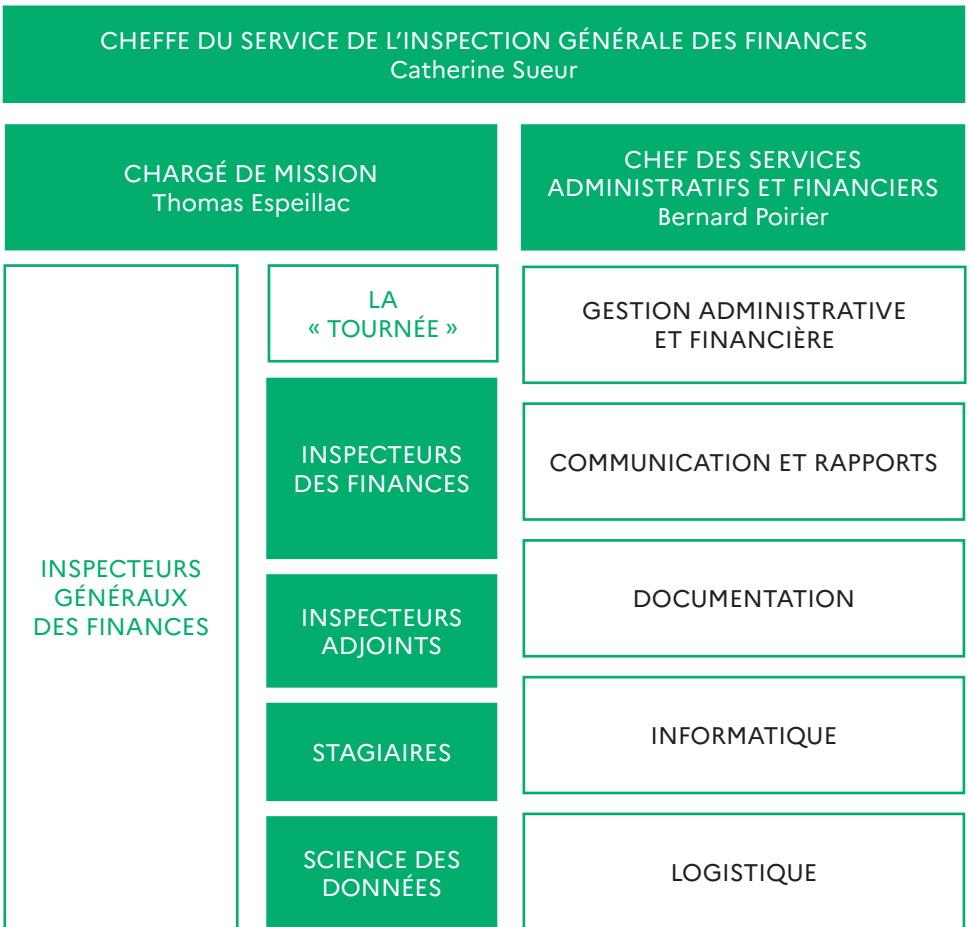 CHEFFE DU SERVICE DE L’INSPECTION GÉNÉRALE DES FINANCES
Catherine Sueur
CHARGÉ DE MISSION
Thomas Espeillac
CHEF DES SERVICES
ADMINISTRATIFS ET FINANCIERS
Bernard Poirier
INSPECTEURS
GÉNÉRAUX
DES FINANCES
LA
« TOURNÉE »
INSPECTEURS
DES FINANCES
INSPECTEURS
ADJOINTS
STAGIAIRES
SCIENCE DES
DONNÉES
GESTION ADMINISTRATIVE
ET FINANCIÈRE
COMMUNICATION ET RAPPORTS
DOCUMENTATION
INFORMATIQUE
LOGISTIQUE